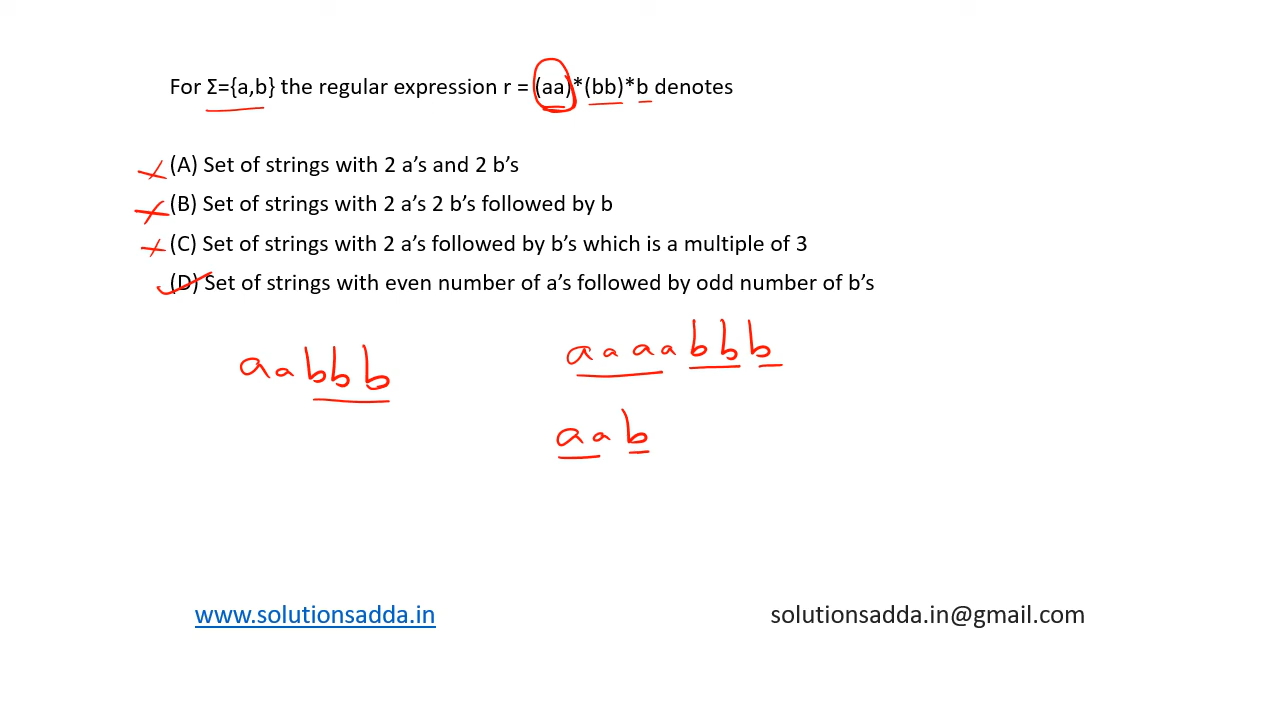 For Σ={a,b} the regular expression r = (aa)*(bb)*b denotes
(A) Set of strings with 2 a’s and 2 b’s
(B) Set of strings with 2 a’s 2 b’s followed by b
(C) Set of strings with 2 a’s followed by b’s which is a multiple of 3
(D) Set of strings with even number of a’s followed by odd number of b’s
aabbb
aaaabbb
aab
www.solutionsadda.in
solutionsadda.in@gmail.com